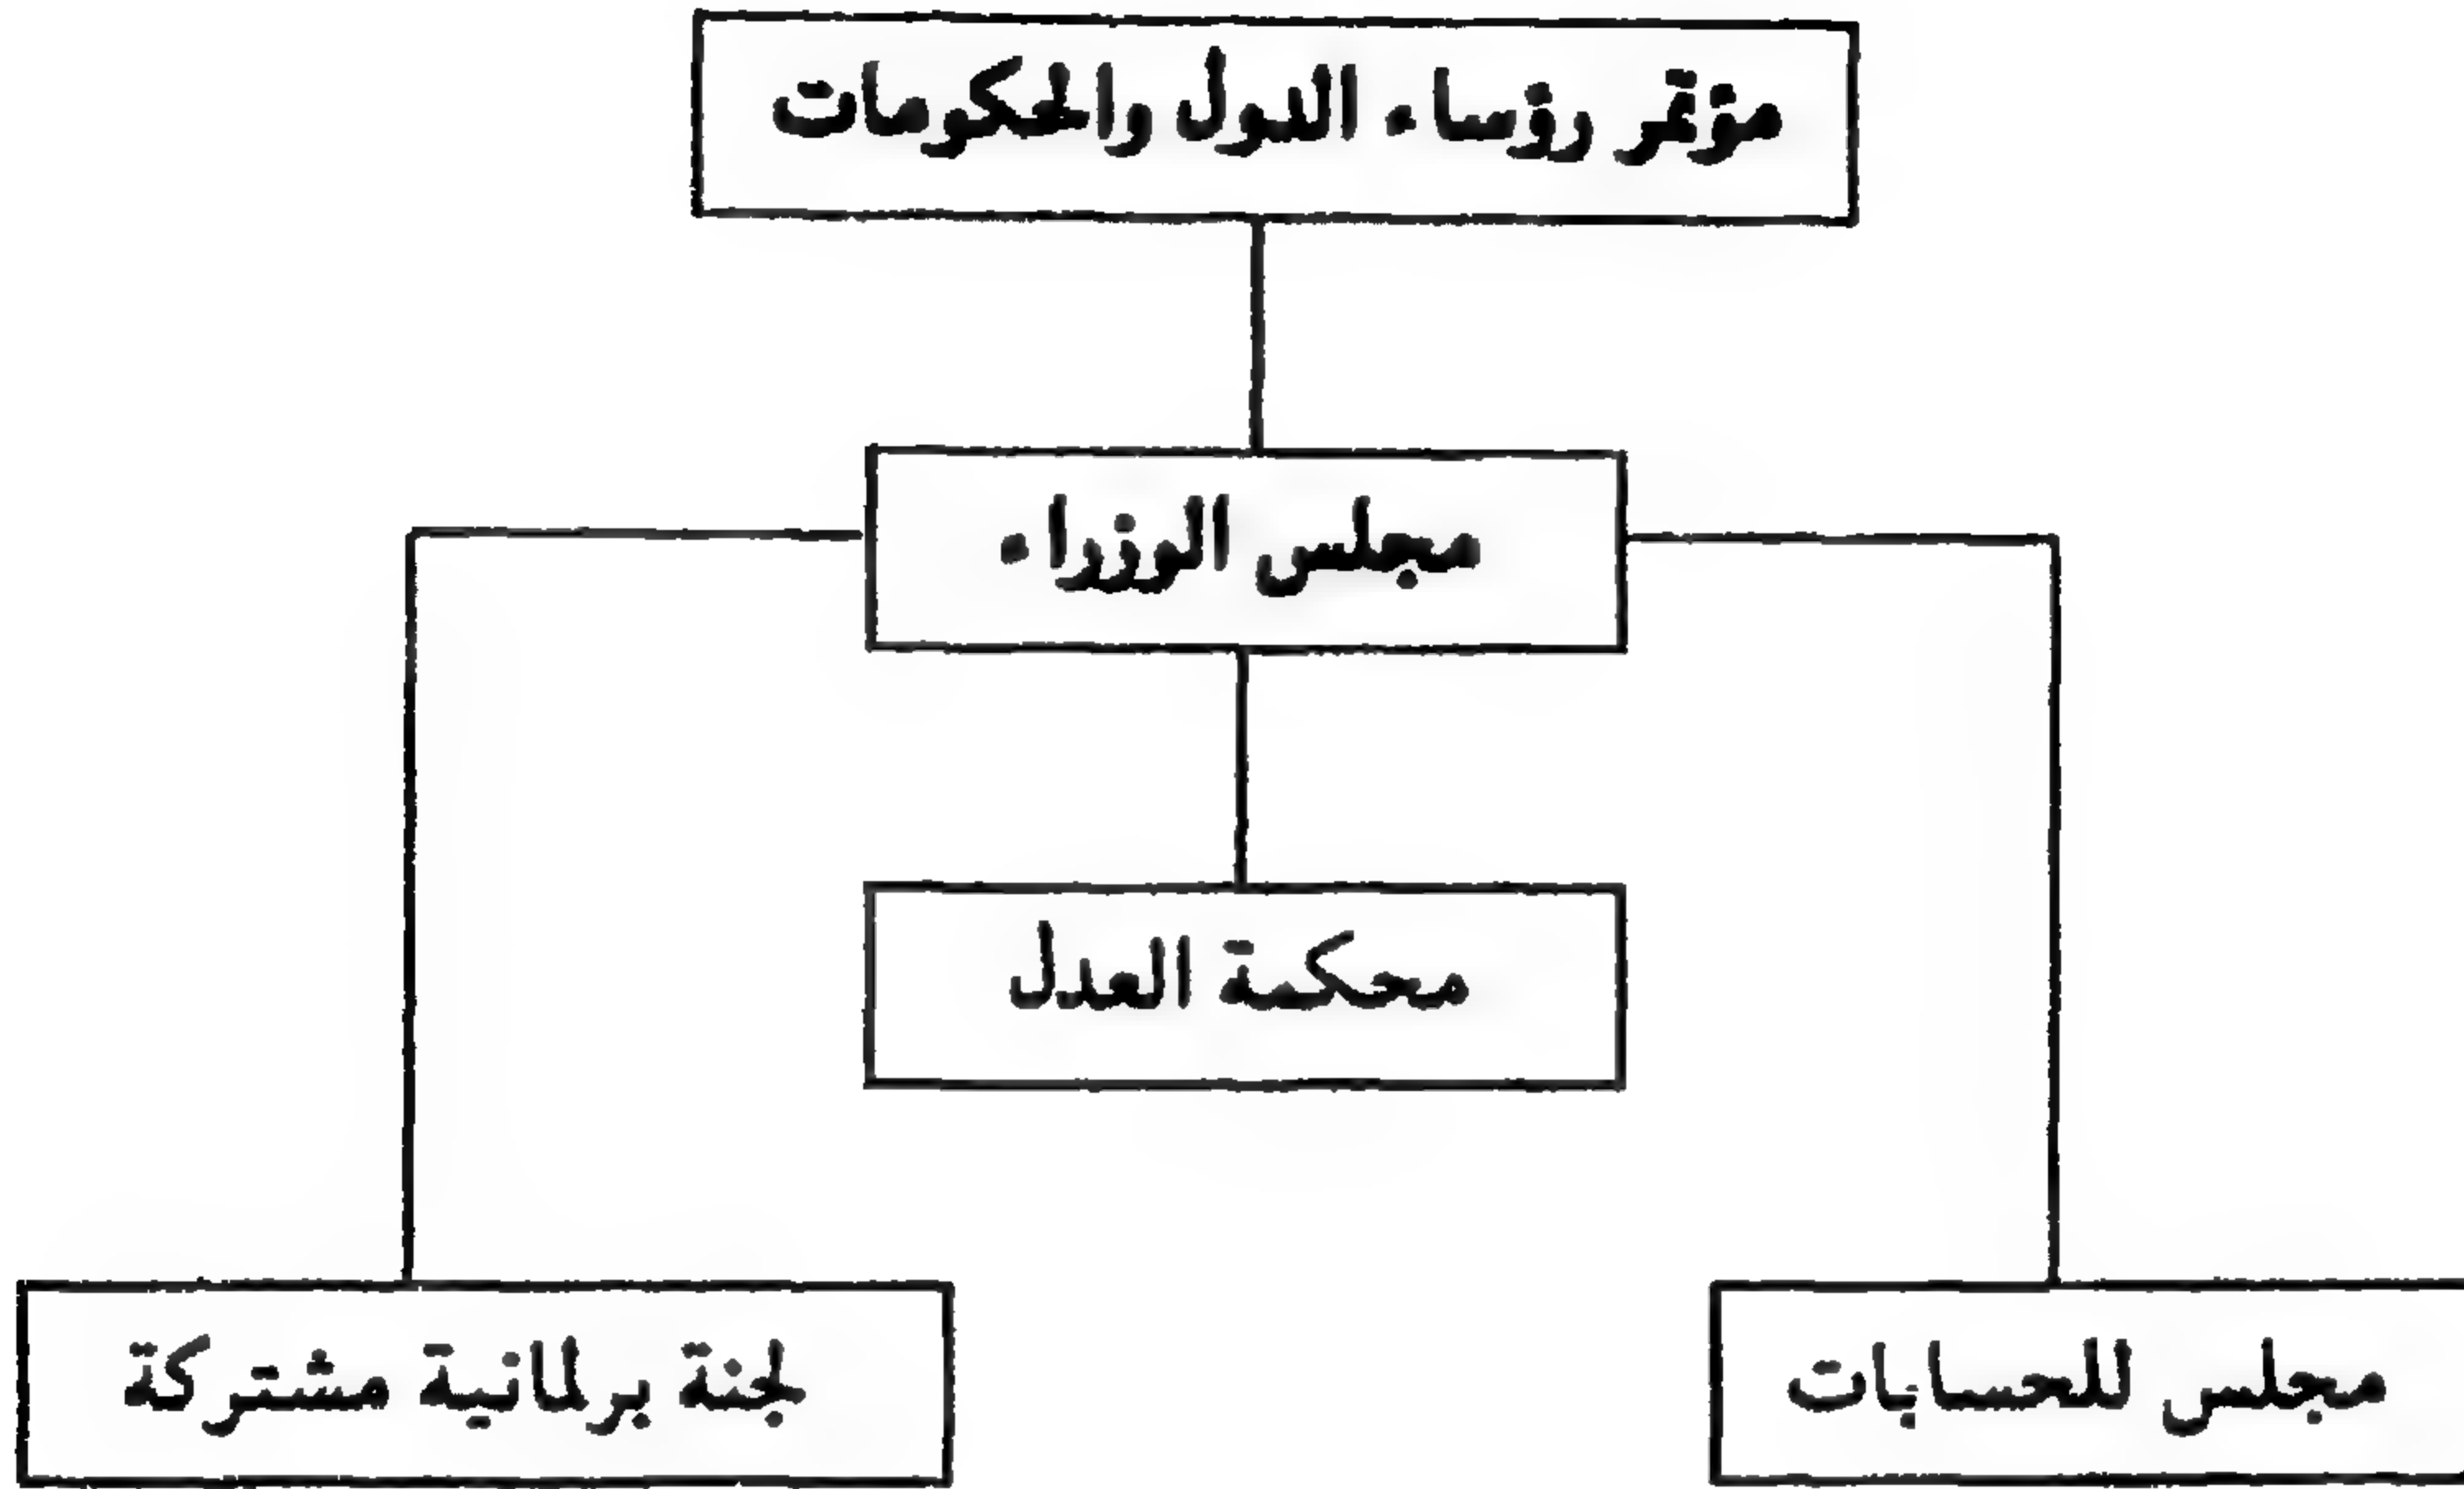 مؤتمر رؤساء الدول والحكومات
مجلس الوزراء
محكمة العدل
مجلس للحسابات
لجنة برلمانية مشتركة